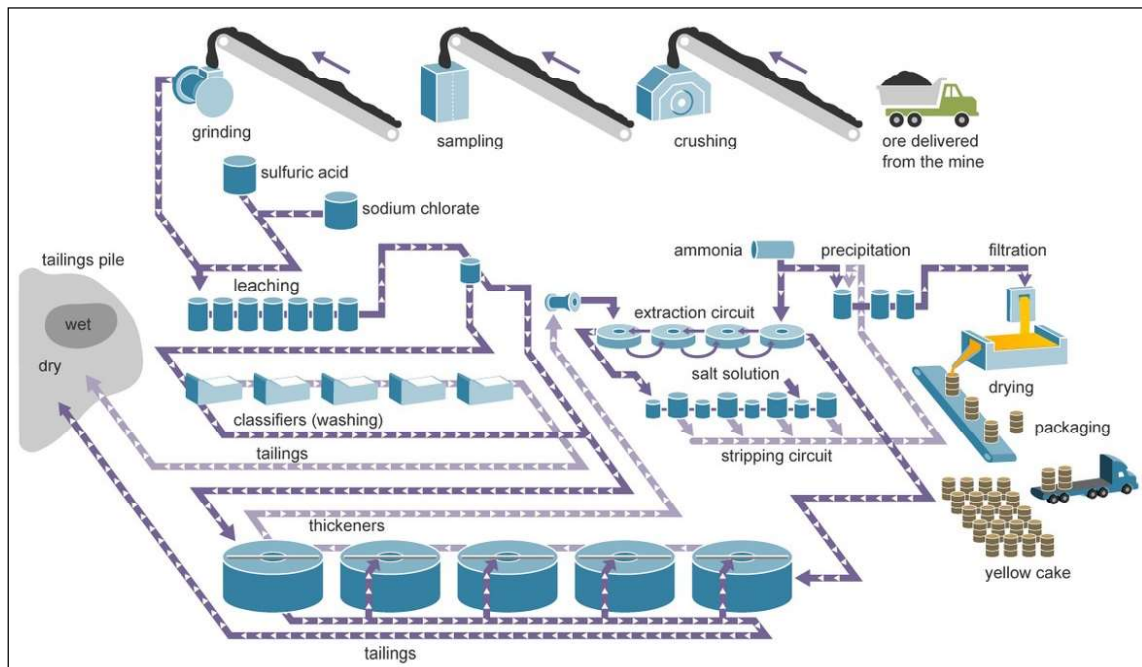 grinding
sampling
crushing
ore delivered
from the mine
sulfuric acid
sodium chlorate
tailings pile
wet
dry
leaching
ammonia
precipitation
filtration
extraction circuit
salt solution
drying
classifiers (washing)
packaging
tailings
stripping circuit
thickeners
yellow cake
tailings